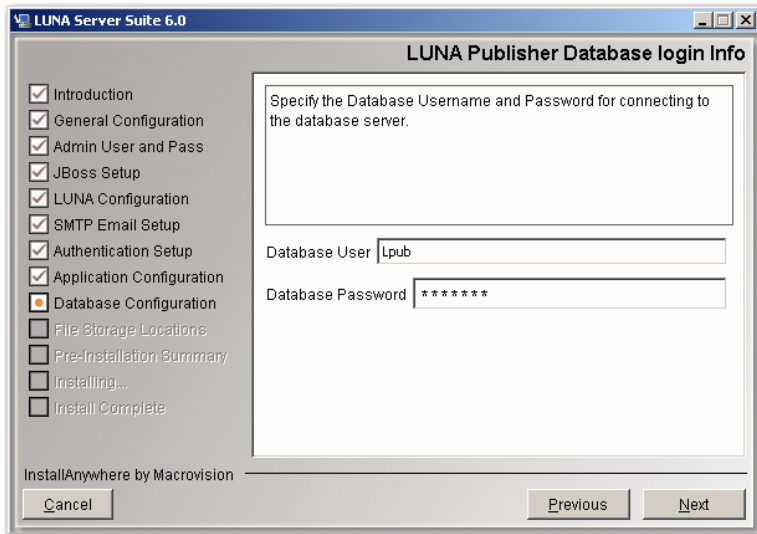 LUNA Server Suite 6.0
LUNA Publisher Database login Info
Introduction
General Configuration
Admin User and Pass
JBoss Setup
LUNA Configuration
SMTP Email Setup
Authentication Setup
Application Configuration
Database Configuration
File Storage Locations
Pre-Installation Summary
Installing...
Install Complete
Specify the Database Username and Password for connecting to
the database server.
Database User Lpub
Database Password *******
InstallAnywhere by Macrovision
Cancel
Previous
Next